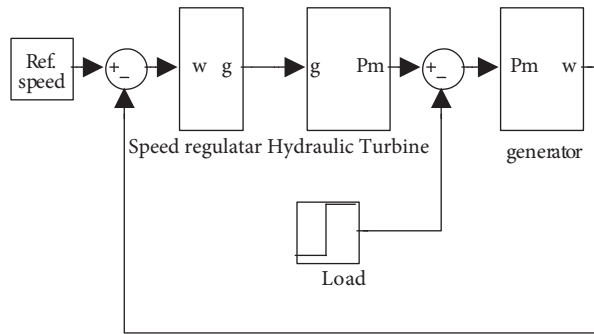 Ref.
speed
+
−
w g
g Pm
+
−
Pm w
Speed regulatar Hydraulic Turbine
generator
Load